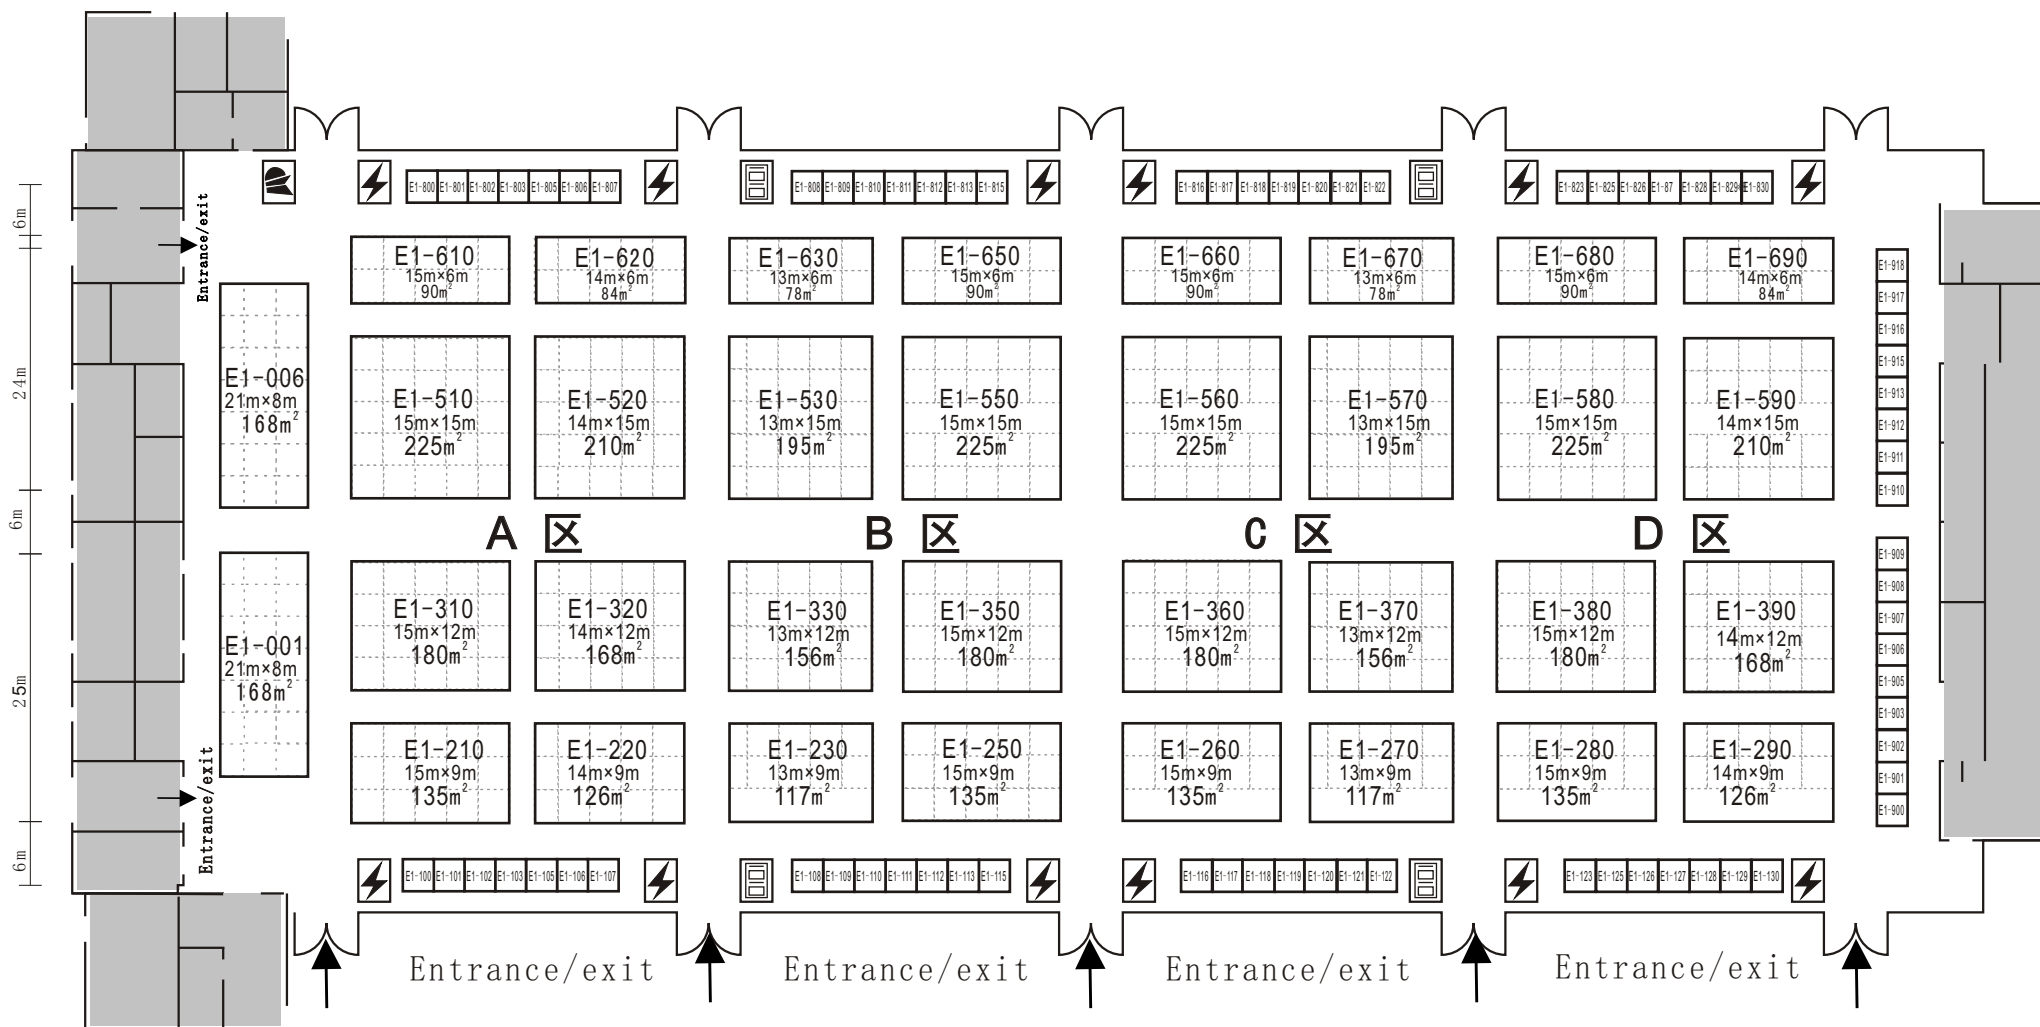 E1-800 E1-801 E1-802 E1-803 E1-805 E1-806 E1-807
E1-808 E1-809 E1-810 E1-811 E1-812 E1-813 E1-815
E1-816 E1-817 E1-818 E1-819 E1-820 E1-821 E1-822
E1-823 E1-825 E1-826 E1-87 E1-828 E1-829 E1-830
6m
24m
6m
25m
6m
Entrance/exit
Entrance/exit
E1-006
21m×8m
168m²
E1-001
21m×8m
168m²
E1-610
15m×6m
90m²
E1-620
14m×6m
84m²
E1-630
13m×6m
78m²
E1-650
15m×6m
90m²
E1-660
15m×6m
90m²
E1-670
13m×6m
78m²
E1-680
15m×6m
90m²
E1-690
14m×6m
84m²
E1-510
15m×15m
225m²
E1-520
14m×15m
210m²
E1-530
13m×15m
195m²
E1-550
15m×15m
225m²
E1-560
15m×15m
225m²
E1-570
13m×15m
195m²
E1-580
15m×15m
225m²
E1-590
14m×15m
210m²
A 区
B 区
C 区
D 区
E1-310
15m×12m
180m²
E1-320
14m×12m
168m²
E1-330
13m×12m
156m²
E1-350
15m×12m
180m²
E1-360
15m×12m
180m²
E1-370
13m×12m
156m²
E1-380
15m×12m
180m²
E1-390
14m×12m
168m²
E1-210
15m×9m
135m²
E1-220
14m×9m
126m²
E1-230
13m×9m
117m²
E1-250
15m×9m
135m²
E1-260
15m×9m
135m²
E1-270
13m×9m
117m²
E1-280
15m×9m
135m²
E1-290
14m×9m
126m²
E1-918
E1-917
E1-916
E1-915
E1-913
E1-912
E1-911
E1-910
E1-909
E1-908
E1-907
E1-906
E1-905
E1-903
E1-902
E1-901
E1-900
E1-100 E1-101 E1-102 E1-103 E1-105 E1-106 E1-107
E1-108 E1-109 E1-110 E1-111 E1-112 E1-113 E1-115
E1-116 E1-117 E1-118 E1-119 E1-120 E1-121 E1-122
E1-123 E1-125 E1-126 E1-127 E1-128 E1-129 E1-130
Entrance/exit
Entrance/exit
Entrance/exit
Entrance/exit